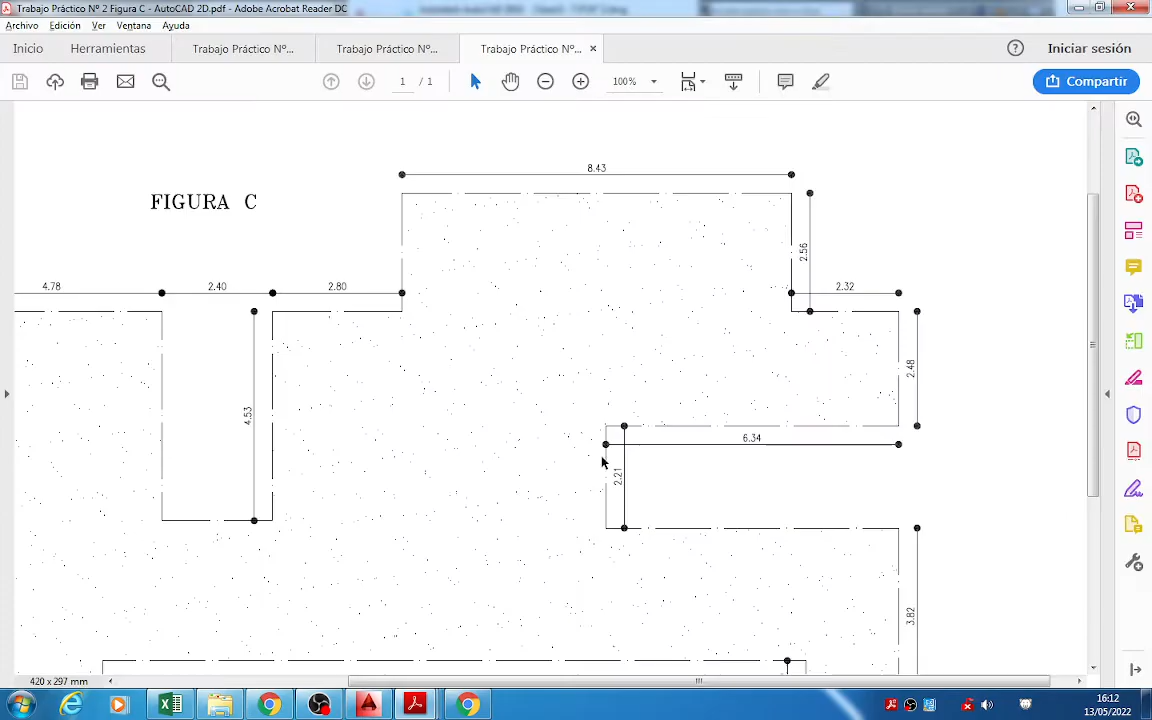 Trabajo Práctico Nº 2 Figura C - AutoCAD 2D.pdf - Adobe Acrobat Reader DC
Archivo Edición Ver Ventana Ayuda
Inicio Herramientas Trabajo Práctico Nº... Trabajo Práctico Nº... Trabajo Práctico Nº... × Iniciar sesión
1 / 1 100% Compartir
8.43
FIGURA C
2.56
4.78 2.40 2.80 2.32
2.48
4.53
6.34
2.21
3.82
420 x 297 mm
16:12
13/05/2022